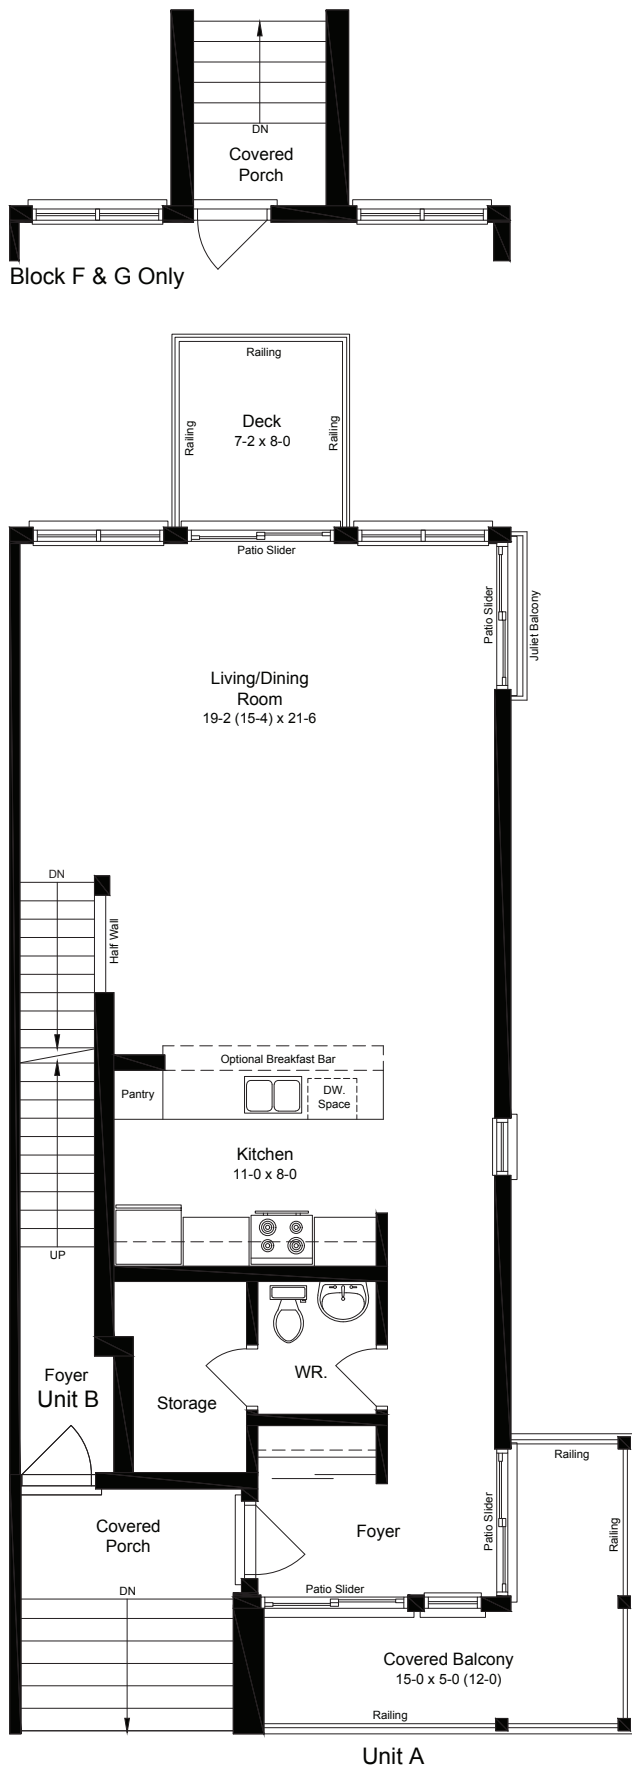 DN
Covered
Porch
Block F & G Only
Railing
Railing
Railing
Deck
7-2 x 8-0
Patio Slider
Patio Slider
Juliet Balcony
Living/Dining
Room
19-2 (15-4) x 21-6
DN
Half Wall
Optional Breakfast Bar
Pantry
DW.
Space
Kitchen
11-0 x 8-0
UP
Foyer
Unit B
Storage
WR.
Covered
Porch
Foyer
Patio Slider
Railing
Railing
DN
Patio Slider
Covered Balcony
15-0 x 5-0 (12-0)
Railing
Unit A